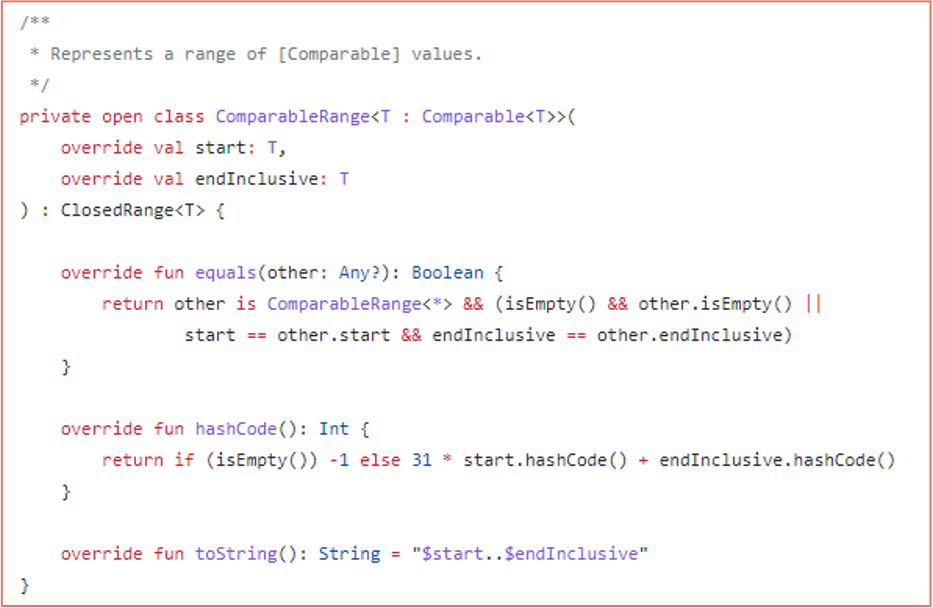 /**
 * Represents a range of [Comparable] values.
 */
private open class ComparableRange<T : Comparable<T>>(
    override val start: T,
    override val endInclusive: T
) : ClosedRange<T> {

    override fun equals(other: Any?): Boolean {
        return other is ComparableRange<*> && (isEmpty() && other.isEmpty() ||
                start == other.start && endInclusive == other.endInclusive)
    }

    override fun hashCode(): Int {
        return if (isEmpty()) -1 else 31 * start.hashCode() + endInclusive.hashCode()
    }

    override fun toString(): String = "$start..$endInclusive"
}